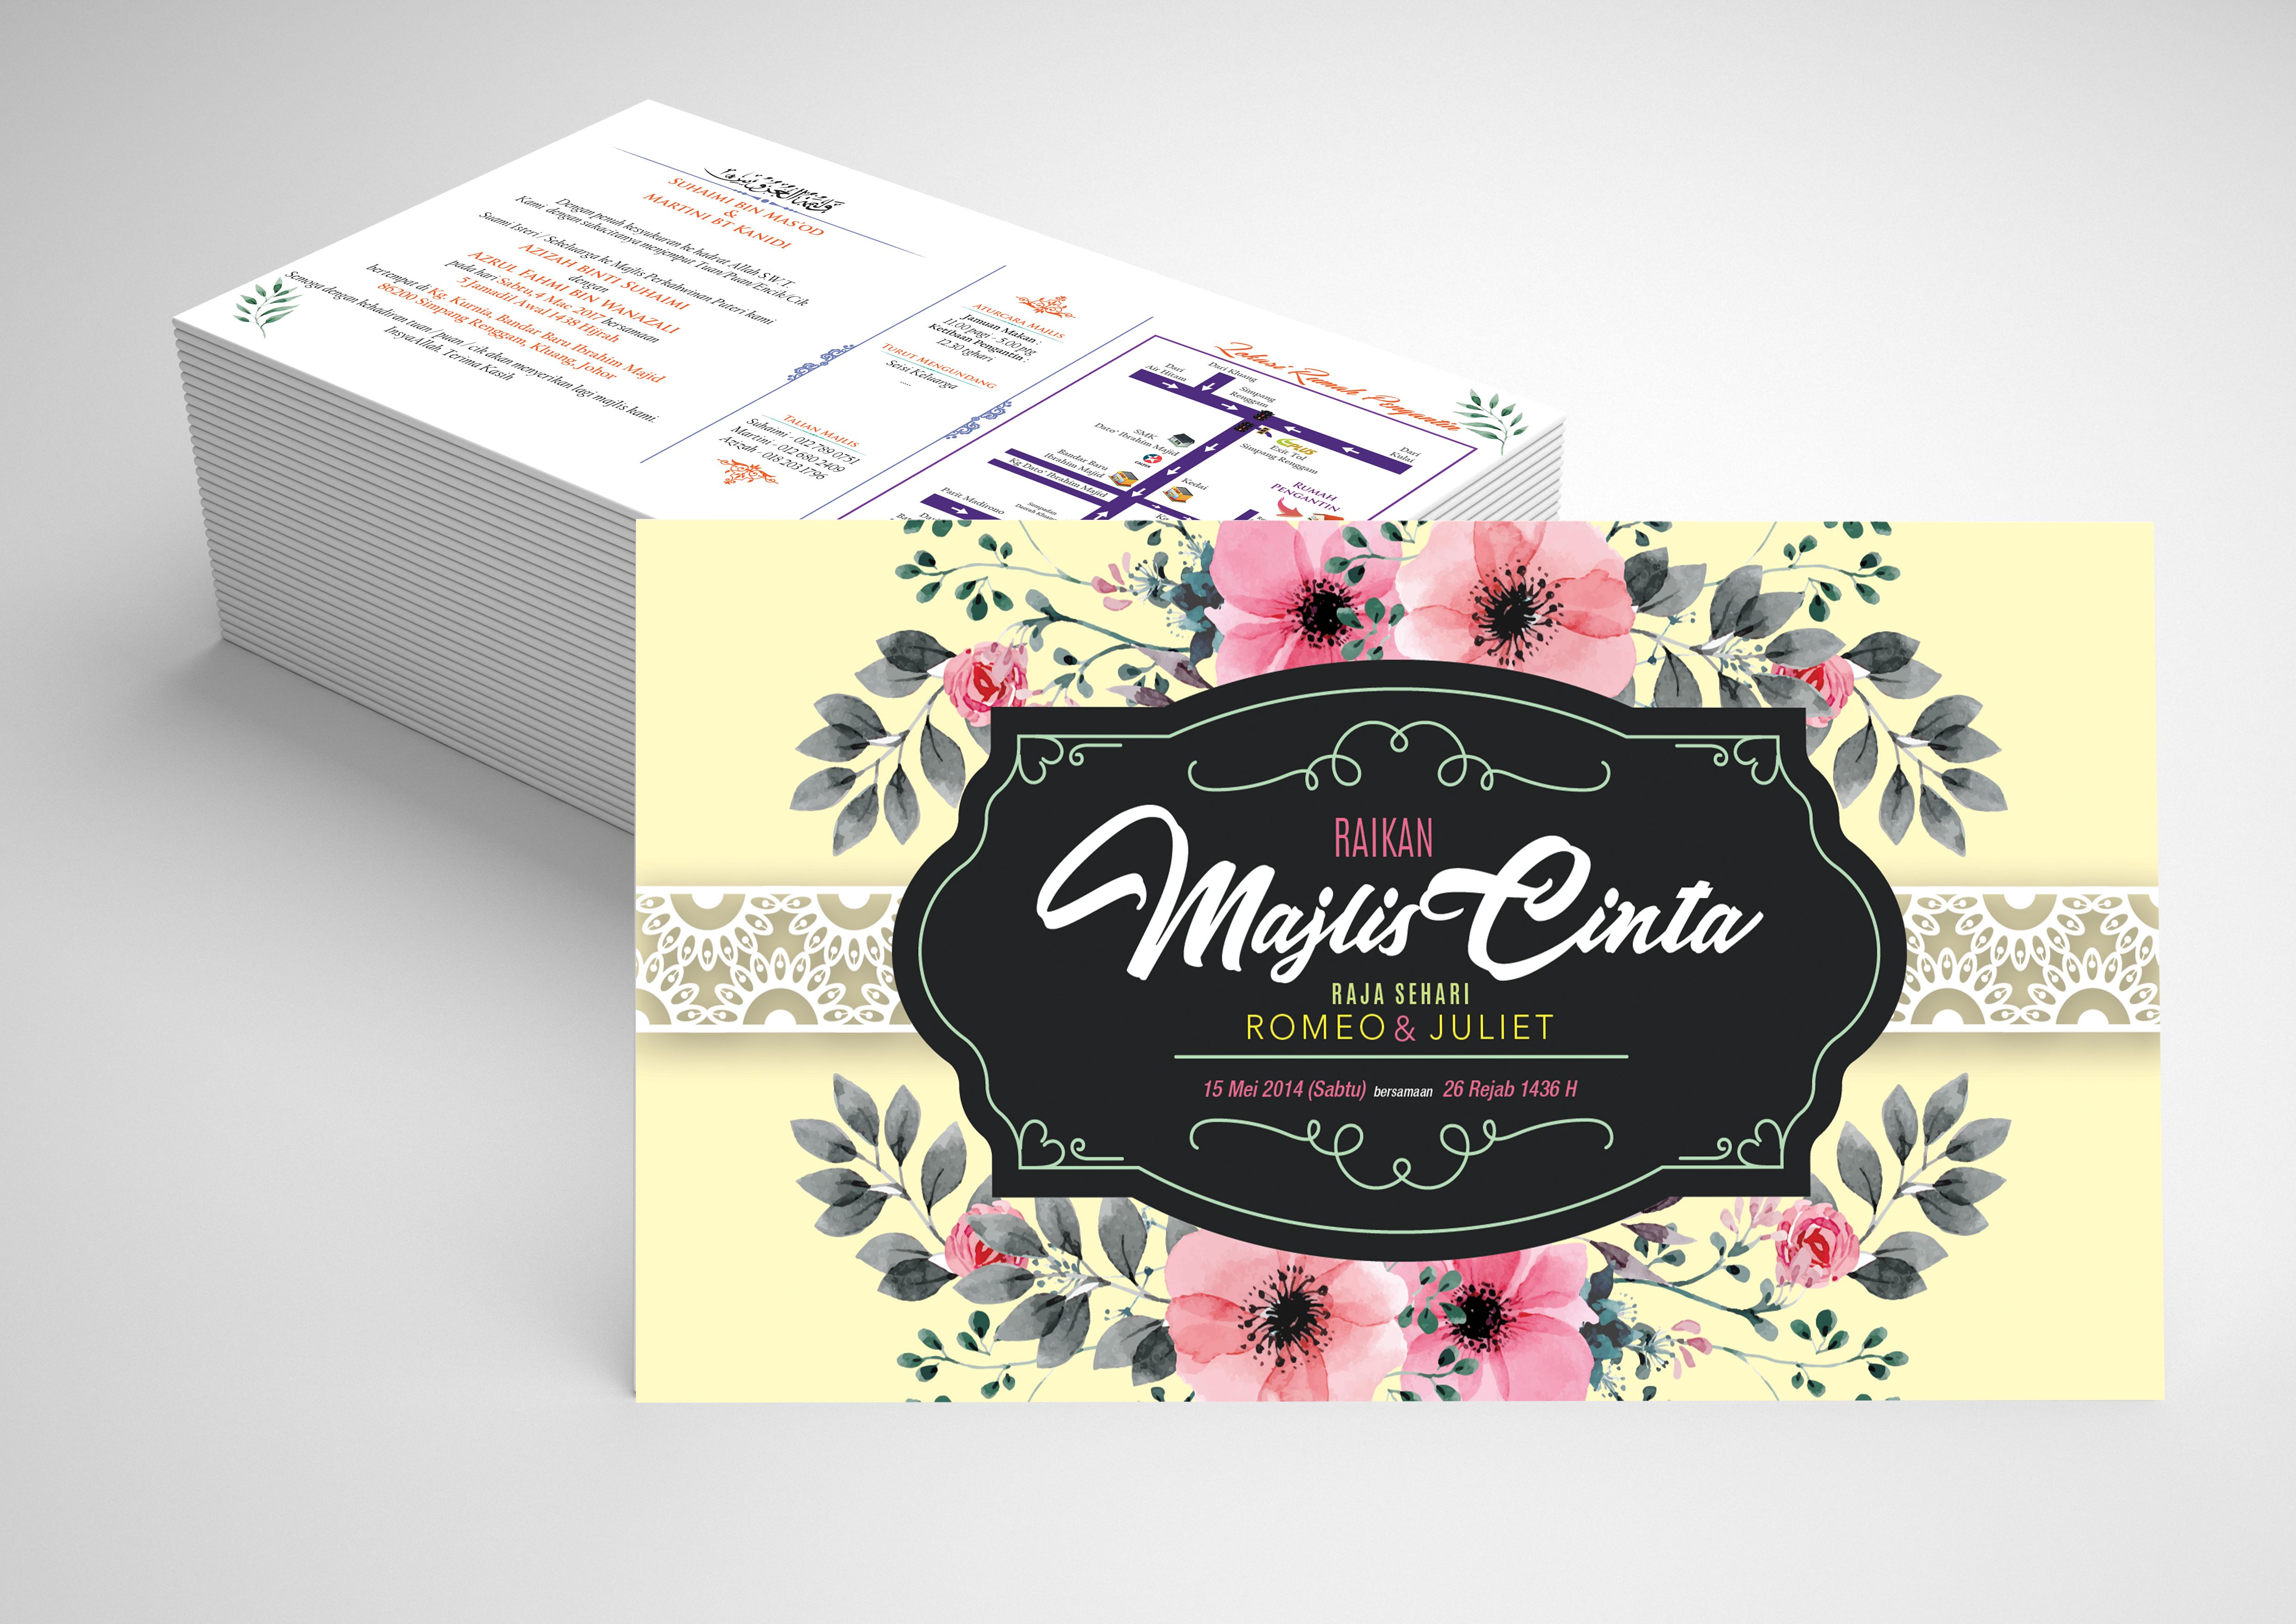 SUHAIMI BIN MAS'OD
&
MARTINI BT KANIDI
Dengan penuh kesyukuran ke hadrat Allah S.W.T.
Kami dengan sukacitanya menjemput Tuan/Puan/Encik/Cik
Suami Isteri / Sekeluarga ke Majlis Perkahwinan Puteri kami
AZIZAH BINTI SUHAIMI
dengan
AZRUL FAHMI BIN WANAZALI
pada hari Sabtu, 4 Mac 2017 bersamaan
5 Jamadil Awal 1438 Hijrah
bertempat di Kg. Kurnia, Bandar Baru Ibrahim Majid
86200 Simpang Renggam, Kluang, Johor
Semoga dengan kehadiran tuan / puan / cik akan menyerikan lagi majlis kami.
InsyaAllah. Terima Kasih
ATURCARA MAJLIS
Jamuan Makan :
11.00 pagi - 5.00 ptg
Ketibaan Pengantin :
12.30 tghari
TURUT MENGUNDANG
Seisi Keluarga
....
TALIAN MAJLIS
Suhaimi - 012 789 0751
Martini - 012 680 2409
Azizah - 018 203 1796
Lokasi Rumah Pengantin
Dari
Air Hitam
Dari Kluang
Simpang
Renggam
SMK
Dato' Ibrahim Majid
PLUS
Exit Tol
Simpang Renggam
Dari
Kulai
Bandar Baru
Ibrahim Majid
Kg Dato' Ibrahim Majid
Kedai
RUMAH
PENGANTIN
Parit Madirono
Simpadan
Daerah
Ke
RAIKAN
Majlis Cinta
RAJA SEHARI
ROMEO & JULIET
15 Mei 2014 (Sabtu) bersamaan 26 Rejab 1436 H